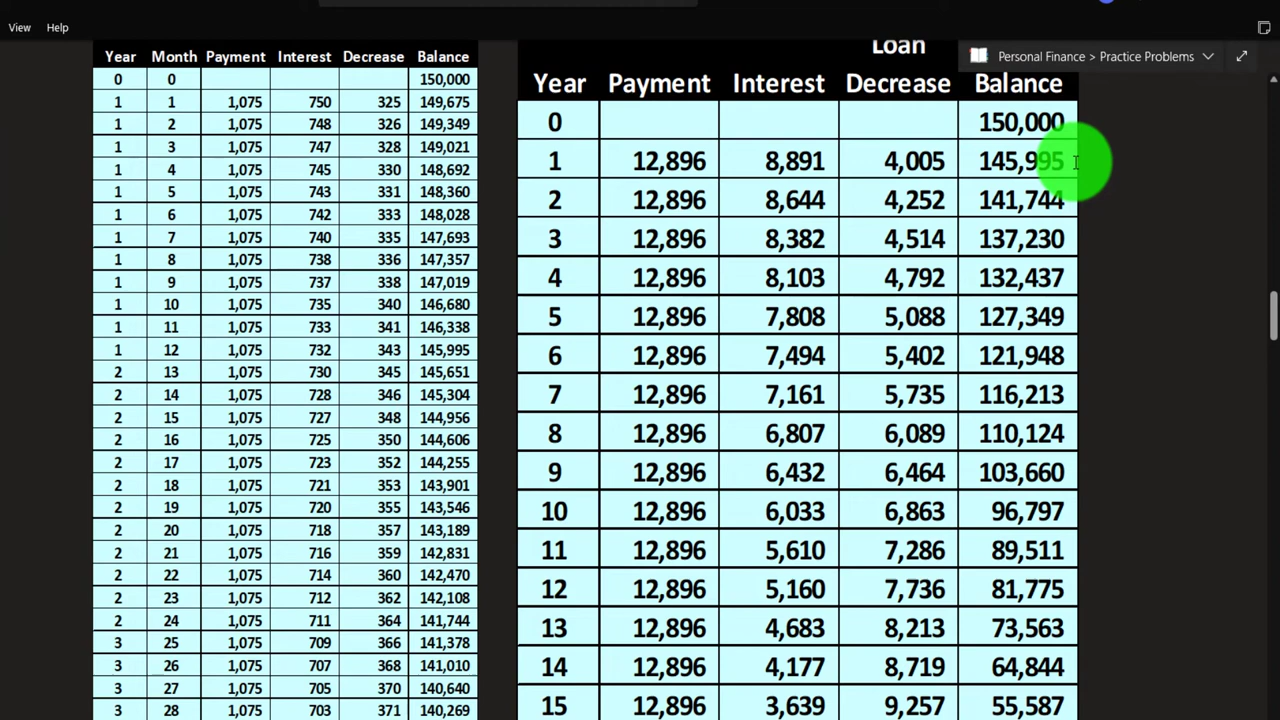 View Help
Personal Finance > Practice Problems
Year Month Payment Interest Decrease Balance
0 0 150,000
1 1 1,075 750 325 149,675
1 2 1,075 748 326 149,349
1 3 1,075 747 328 149,021
1 4 1,075 745 330 148,692
1 5 1,075 743 331 148,360
1 6 1,075 742 333 148,028
1 7 1,075 740 335 147,693
1 8 1,075 738 336 147,357
1 9 1,075 737 338 147,019
1 10 1,075 735 340 146,680
1 11 1,075 733 341 146,338
1 12 1,075 732 343 145,995
2 13 1,075 730 345 145,651
2 14 1,075 728 346 145,304
2 15 1,075 727 348 144,956
2 16 1,075 725 350 144,606
2 17 1,075 723 352 144,255
2 18 1,075 721 353 143,901
2 19 1,075 720 355 143,546
2 20 1,075 718 357 143,189
2 21 1,075 716 359 142,831
2 22 1,075 714 360 142,470
2 23 1,075 712 362 142,108
2 24 1,075 711 364 141,744
3 25 1,075 709 366 141,378
3 26 1,075 707 368 141,010
3 27 1,075 705 370 140,640
3 28 1,075 703 371 140,269
Loan
Year Payment Interest Decrease Balance
0 150,000
1 12,896 8,891 4,005 145,995
2 12,896 8,644 4,252 141,744
3 12,896 8,382 4,514 137,230
4 12,896 8,103 4,792 132,437
5 12,896 7,808 5,088 127,349
6 12,896 7,494 5,402 121,948
7 12,896 7,161 5,735 116,213
8 12,896 6,807 6,089 110,124
9 12,896 6,432 6,464 103,660
10 12,896 6,033 6,863 96,797
11 12,896 5,610 7,286 89,511
12 12,896 5,160 7,736 81,775
13 12,896 4,683 8,213 73,563
14 12,896 4,177 8,719 64,844
15 12,896 3,639 9,257 55,587